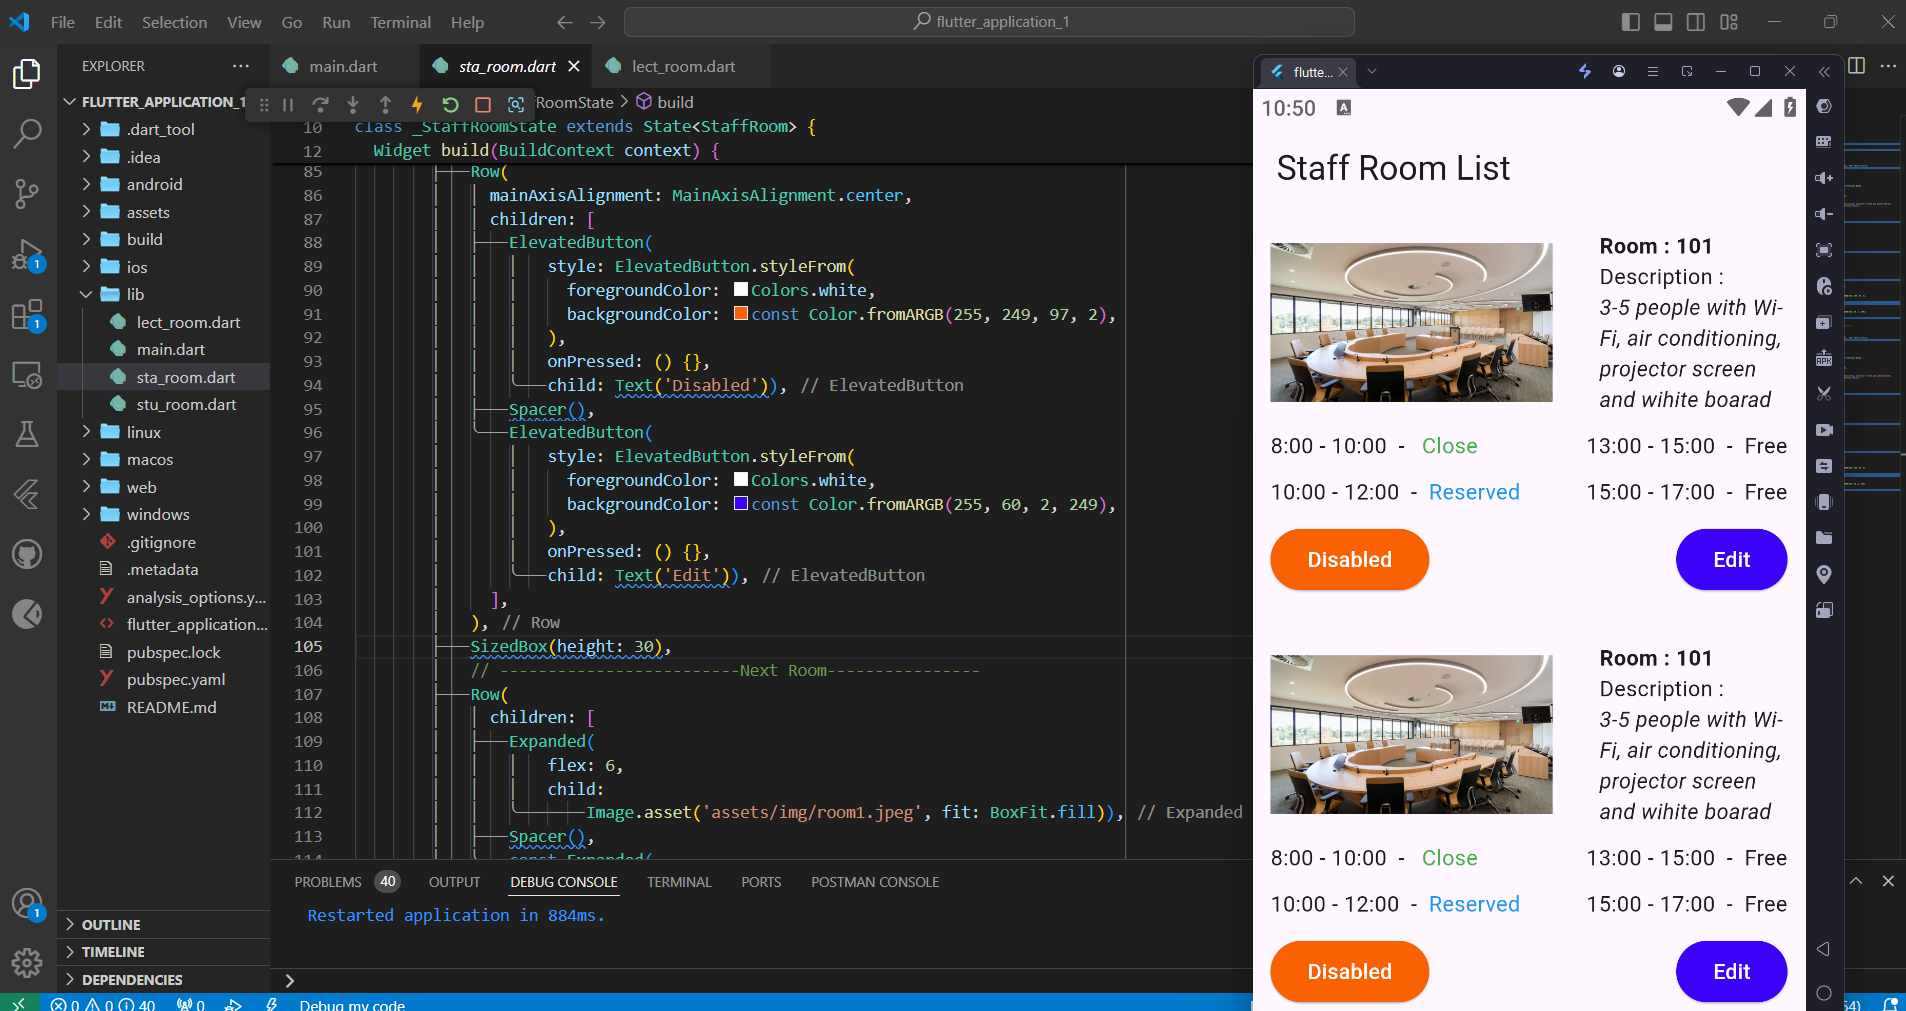 File Edit Selection View Go Run Terminal Help
flutter_application_1
EXPLORER
main.dart
sta_room.dart
lect_room.dart
FLUTTER_APPLICATION_1
.dart_tool
.idea
android
assets
build
ios
lib
lect_room.dart
main.dart
sta_room.dart
stu_room.dart
linux
macos
web
windows
.gitignore
.metadata
analysis_options.y...
flutter_application...
pubspec.lock
pubspec.yaml
README.md
OUTLINE
TIMELINE
DEPENDENCIES
1
1
1
RoomState > build
10 class _StaffRoomState extends State<StaffRoom> {
12 Widget build(BuildContext context) {
85 Row(
86 mainAxisAlignment: MainAxisAlignment.center,
87 children: [
88 ElevatedButton(
89 style: ElevatedButton.styleFrom(
90 foregroundColor: Colors.white,
91 backgroundColor: const Color.fromARGB(255, 249, 97, 2),
92 ),
93 onPressed: () {},
94 child: Text('Disabled')), // ElevatedButton
95 Spacer(),
96 ElevatedButton(
97 style: ElevatedButton.styleFrom(
98 foregroundColor: Colors.white,
99 backgroundColor: const Color.fromARGB(255, 60, 2, 249),
100 ),
101 onPressed: () {},
102 child: Text('Edit')), // ElevatedButton
103 ],
104 ), // Row
105 SizedBox(height: 30),
106 // -------------------------Next Room----------------
107 Row(
108 children: [
109 Expanded(
110 flex: 6,
111 child:
112 Image.asset('assets/img/room1.jpeg', fit: BoxFit.fill)), // Expanded
113 Spacer(),
114 const Expanded(
PROBLEMS 40 OUTPUT DEBUG CONSOLE TERMINAL PORTS POSTMAN CONSOLE
Restarted application in 884ms.
>
0 0 40 0 Debug my code
64)
flutte...
10:50 A
Staff Room List
Room : 101
Description :
3-5 people with Wi-
Fi, air conditioning,
projector screen
and wihite boarad
8:00 - 10:00 - Close 13:00 - 15:00 - Free
10:00 - 12:00 - Reserved 15:00 - 17:00 - Free
Disabled Edit
Room : 101
Description :
3-5 people with Wi-
Fi, air conditioning,
projector screen
and wihite boarad
8:00 - 10:00 - Close 13:00 - 15:00 - Free
10:00 - 12:00 - Reserved 15:00 - 17:00 - Free
Disabled Edit
APK